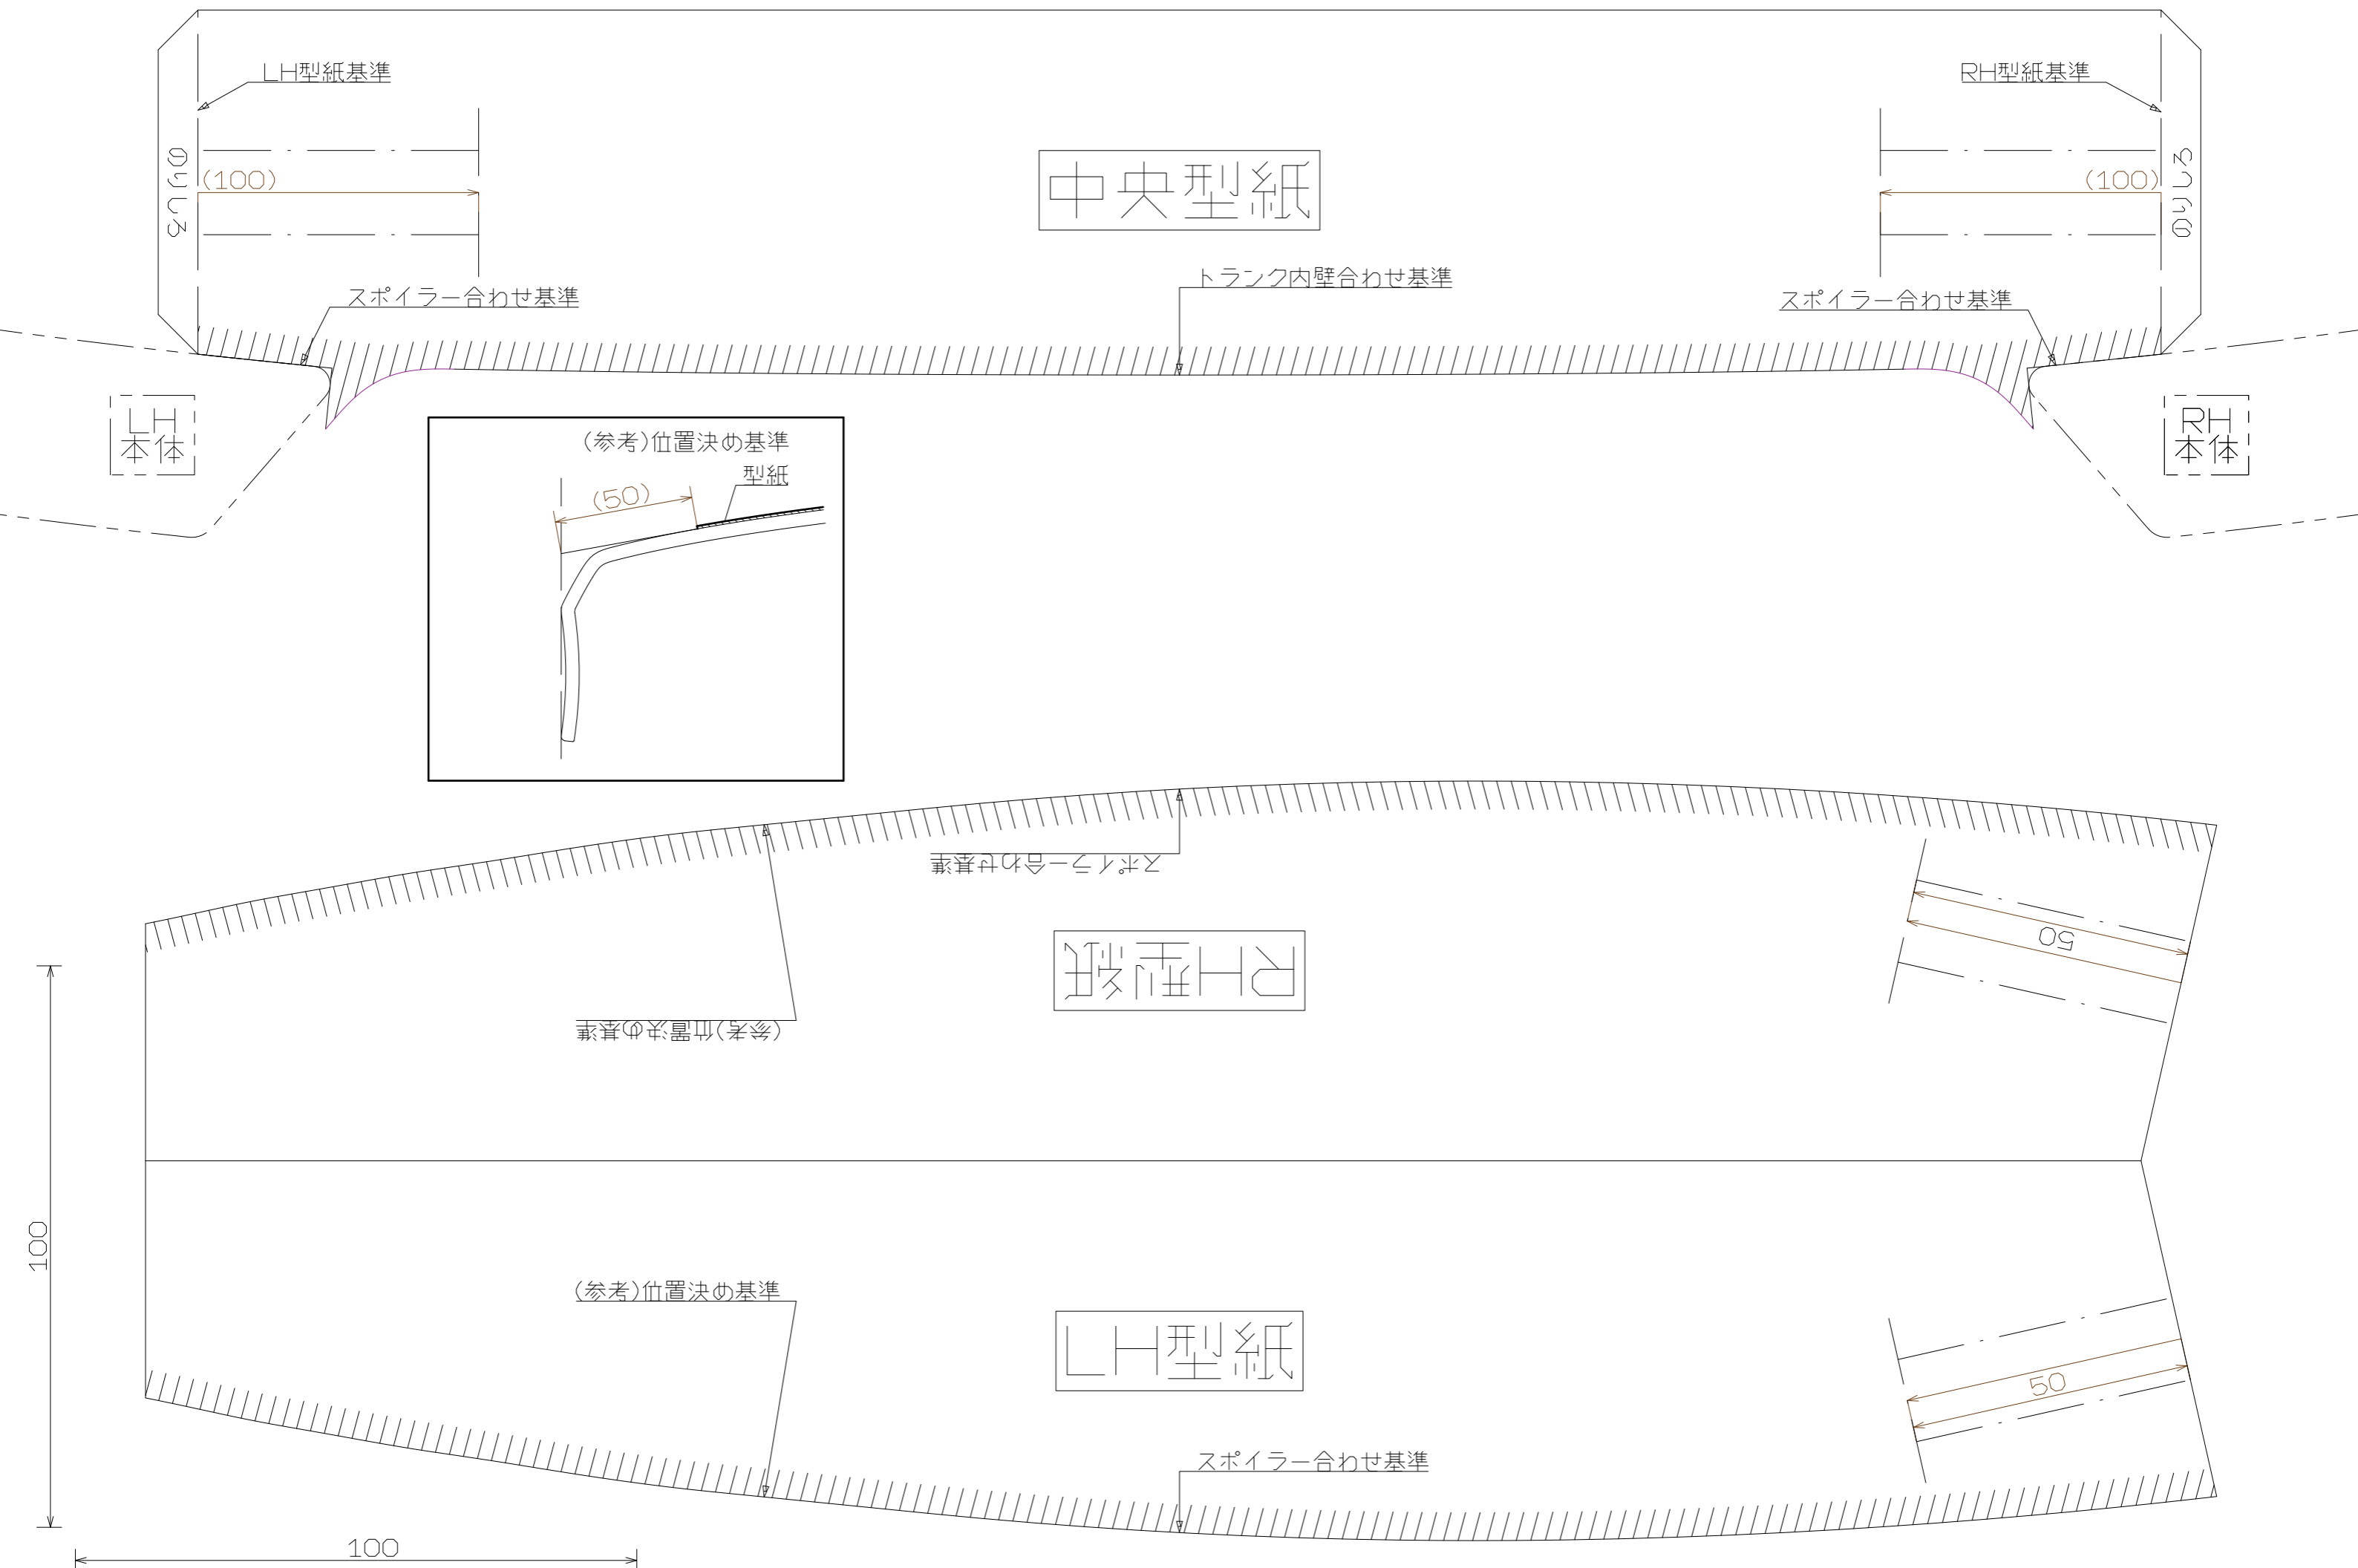 LH型紙基準
RH型紙基準
のりしろ
(100)
中央型紙
(100)
のりしろ
スポイラー合わせ基準
トランク内壁合わせ基準
スポイラー合わせ基準
LH
本体
RH
本体
(参考)位置決め基準
型紙
(50)
スポイラー合わせ基準
RH型紙
50
(参考)位置決め基準
100
(参考)位置決め基準
LH型紙
50
スポイラー合わせ基準
100